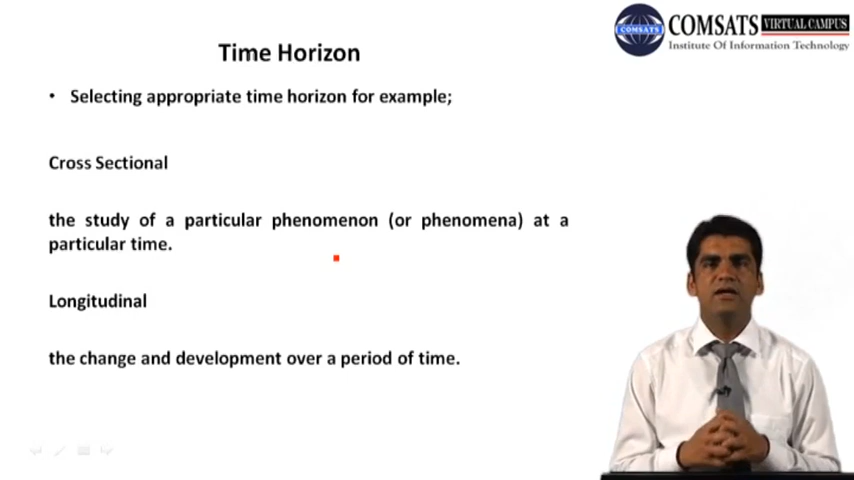 COMSATS
COMSATS VIRTUAL CAMPUS
Institute Of Information Technology
Time Horizon
• Selecting appropriate time horizon for example;
Cross Sectional
the study of a particular phenomenon (or phenomena) at a
particular time.
Longitudinal
the change and development over a period of time.